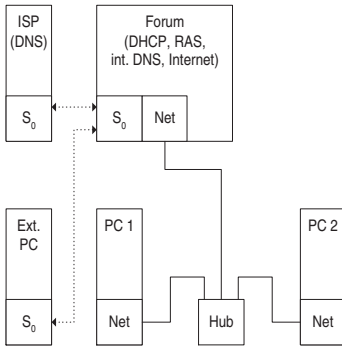 ISP
(DNS)
Forum
(DHCP, RAS,
int. DNS, Internet)
S₀
S₀
Net
Ext.
PC
PC 1
PC 2
S₀
Net
Hub
Net